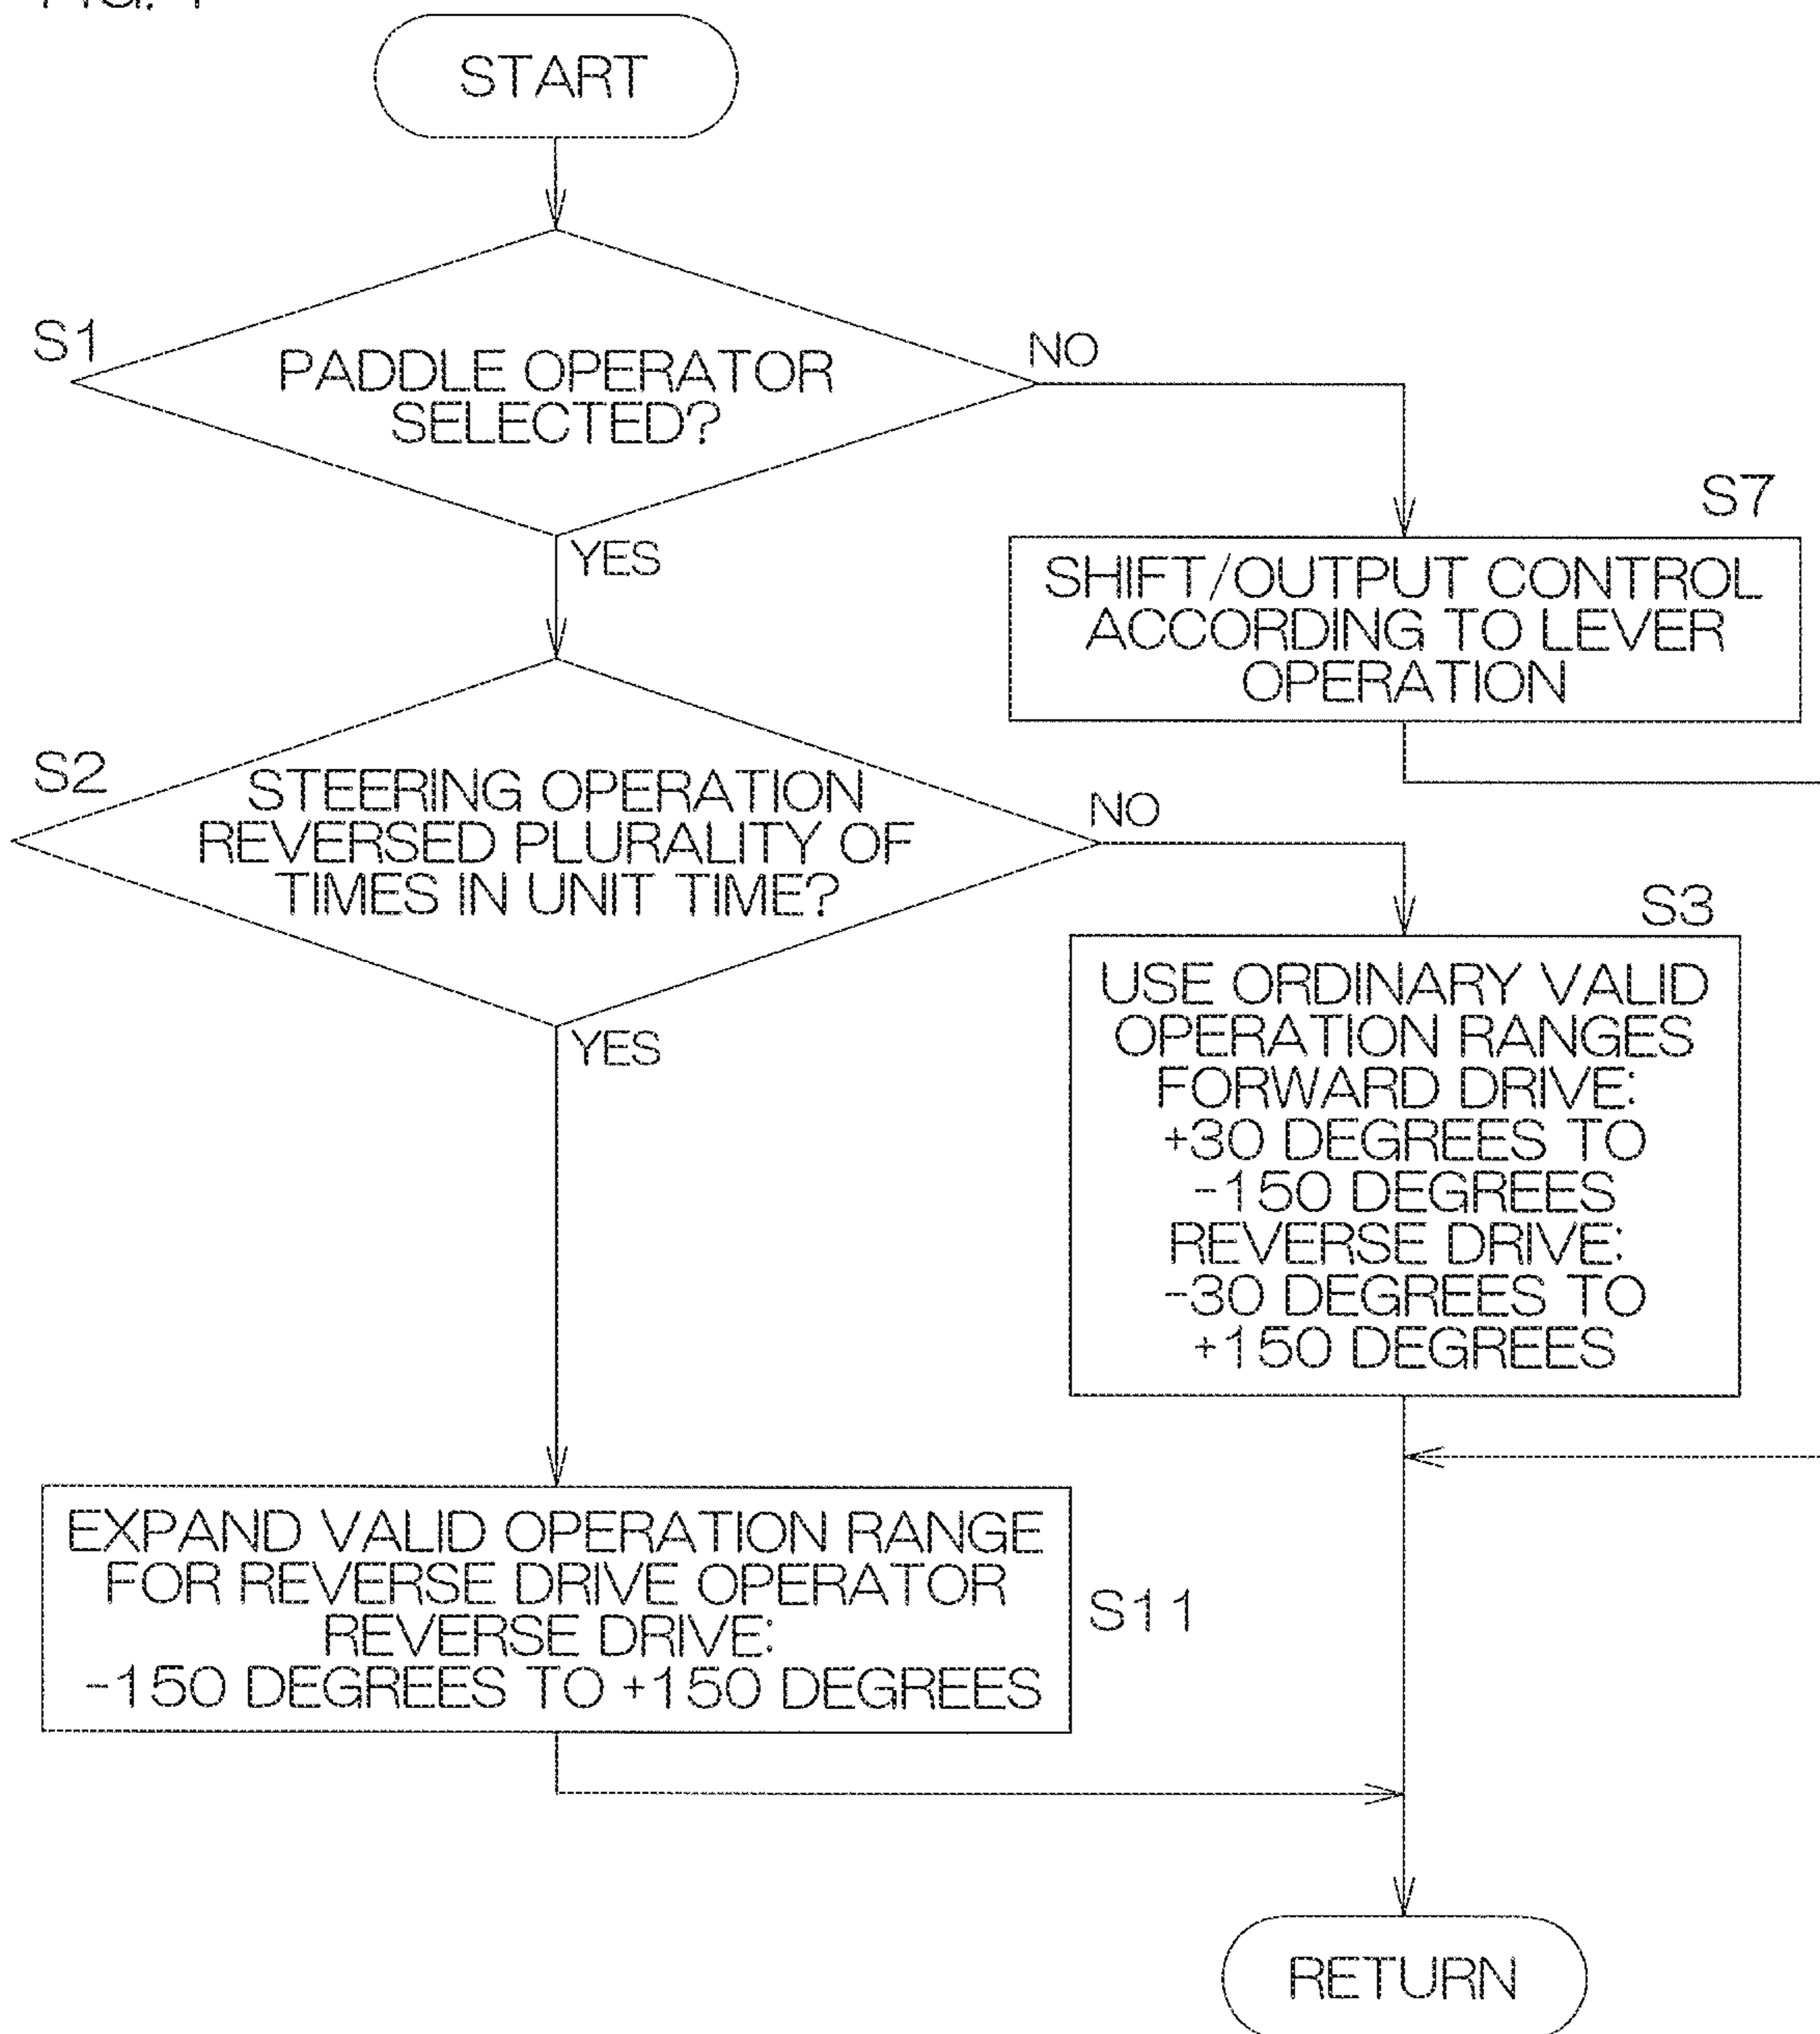 START
S1
PADDLE OPERATOR
SELECTED?
NO
YES
S7
SHIFT/OUTPUT CONTROL
ACCORDING TO LEVER
OPERATION
S2
STEERING OPERATION
REVERSED PLURALITY OF
TIMES IN UNIT TIME?
NO
YES
S3
USE ORDINARY VALID
OPERATION RANGES
FORWARD DRIVE:
+30 DEGREES TO
-150 DEGREES
REVERSE DRIVE:
-30 DEGREES TO
+150 DEGREES
EXPAND VALID OPERATION RANGE
FOR REVERSE DRIVE OPERATOR
REVERSE DRIVE:
-150 DEGREES TO +150 DEGREES
S11
RETURN